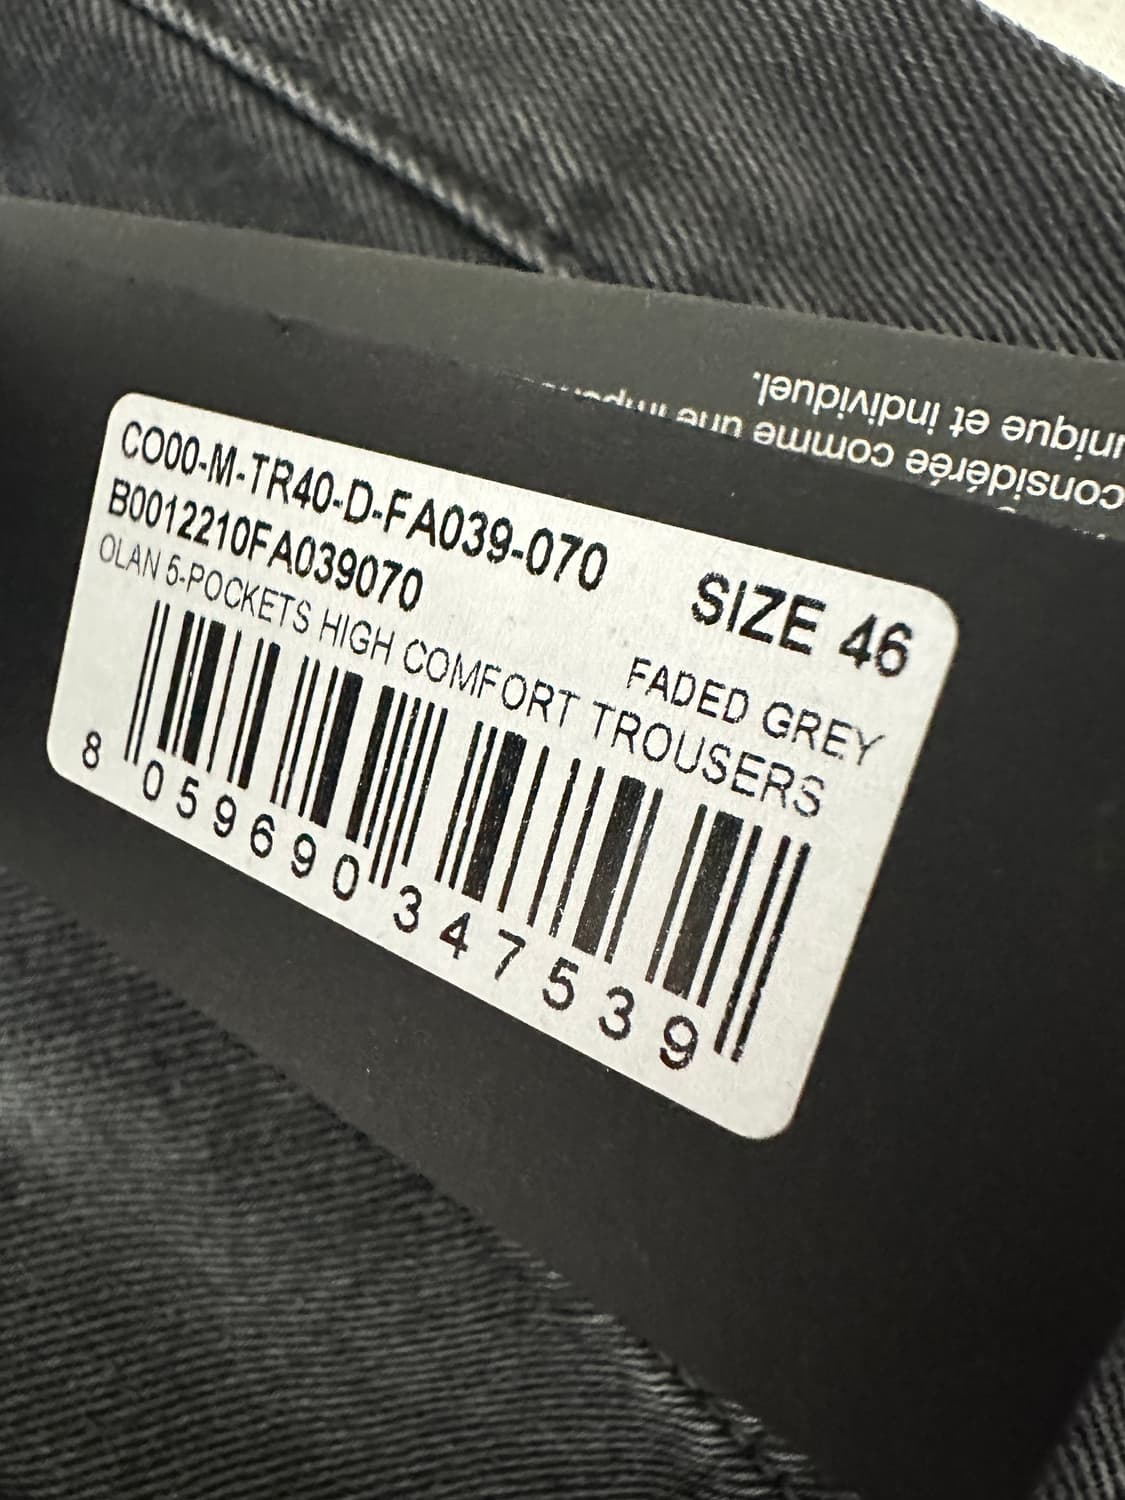 CO00-M-TR40-D-FA039-070
B0012210FA039070
SIZE 46
FADED GREY
OLAN 5-POCKETS HIGH COMFORT TROUSERS
8 059690 347539
considérée comme une
unique et individuel.